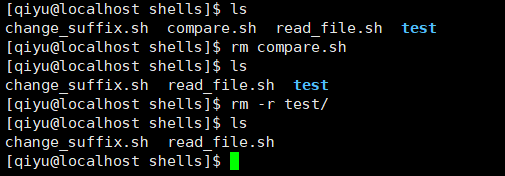 [qiyu@localhost shells]$ ls
change_suffix.sh  compare.sh  read_file.sh  test
[qiyu@localhost shells]$ rm compare.sh
[qiyu@localhost shells]$ ls
change_suffix.sh  read_file.sh  test
[qiyu@localhost shells]$ rm -r test/
[qiyu@localhost shells]$ ls
change_suffix.sh  read_file.sh
[qiyu@localhost shells]$